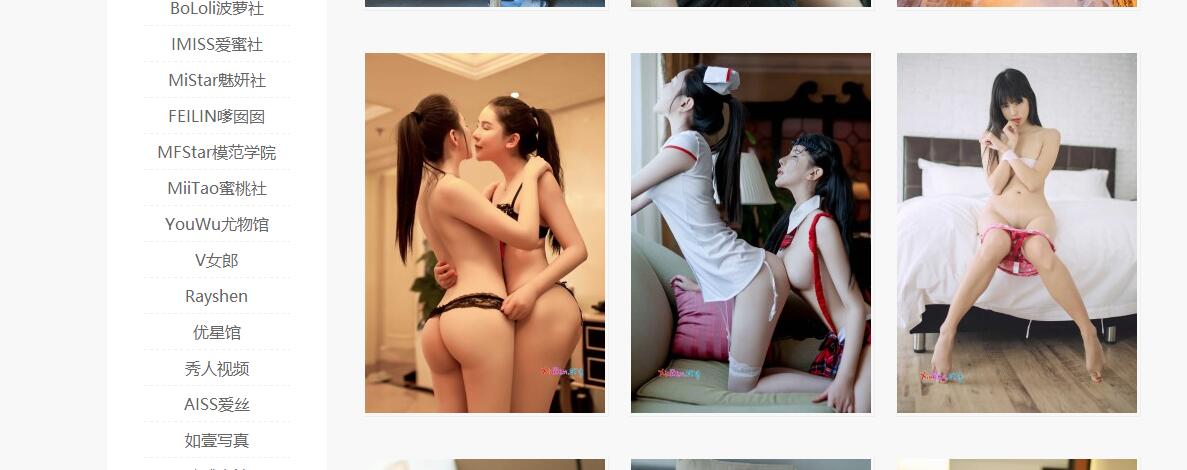 BoLoli波萝社
IMISS爱蜜社
MiStar魅妍社
FEILIN嗲囡囡
MFStar模范学院
MiiTao蜜桃社
YouWu尤物馆
V女郎
Rayshen
优星馆
秀人视频
AISS爱丝
如壹写真